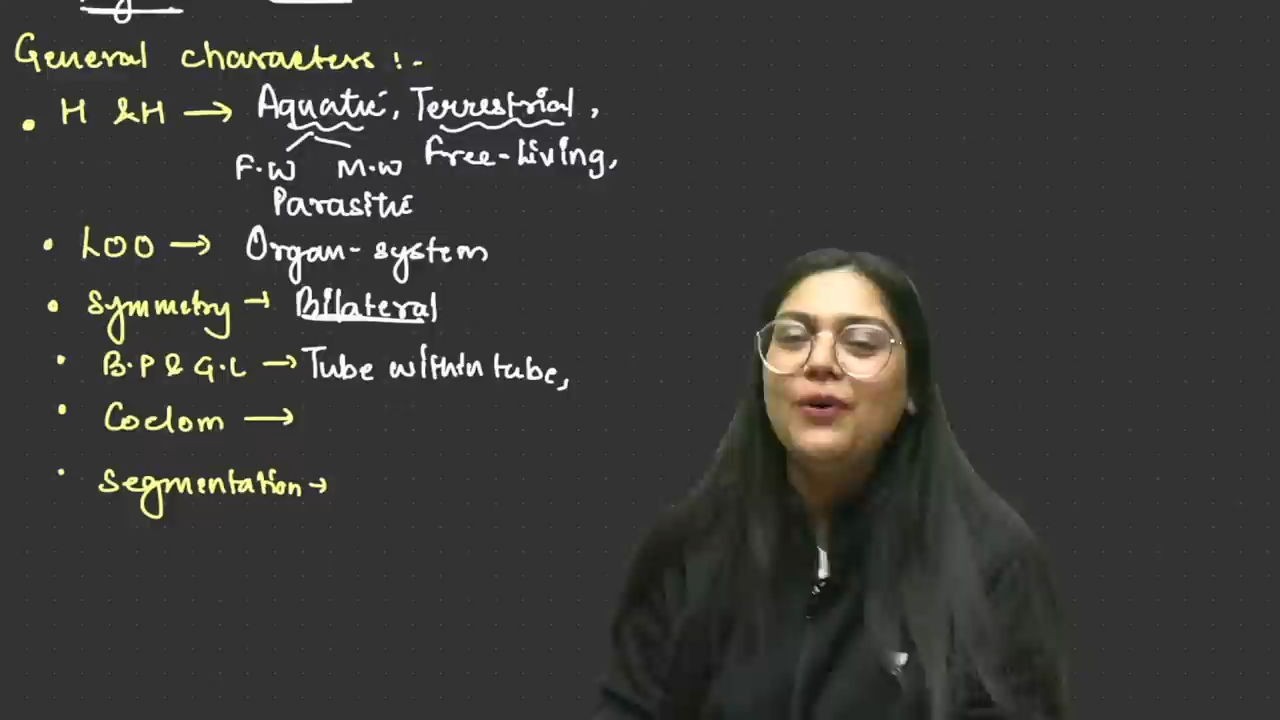 General characters :-
• H & H → Aquatic, Terrestrial,
F.W M.W Free-Living,
Parasitic
• LOO → Organ-system
• Symmetry → Bilateral
• B.P & G.L → Tube within tube,
• Coelom →
• Segmentation →